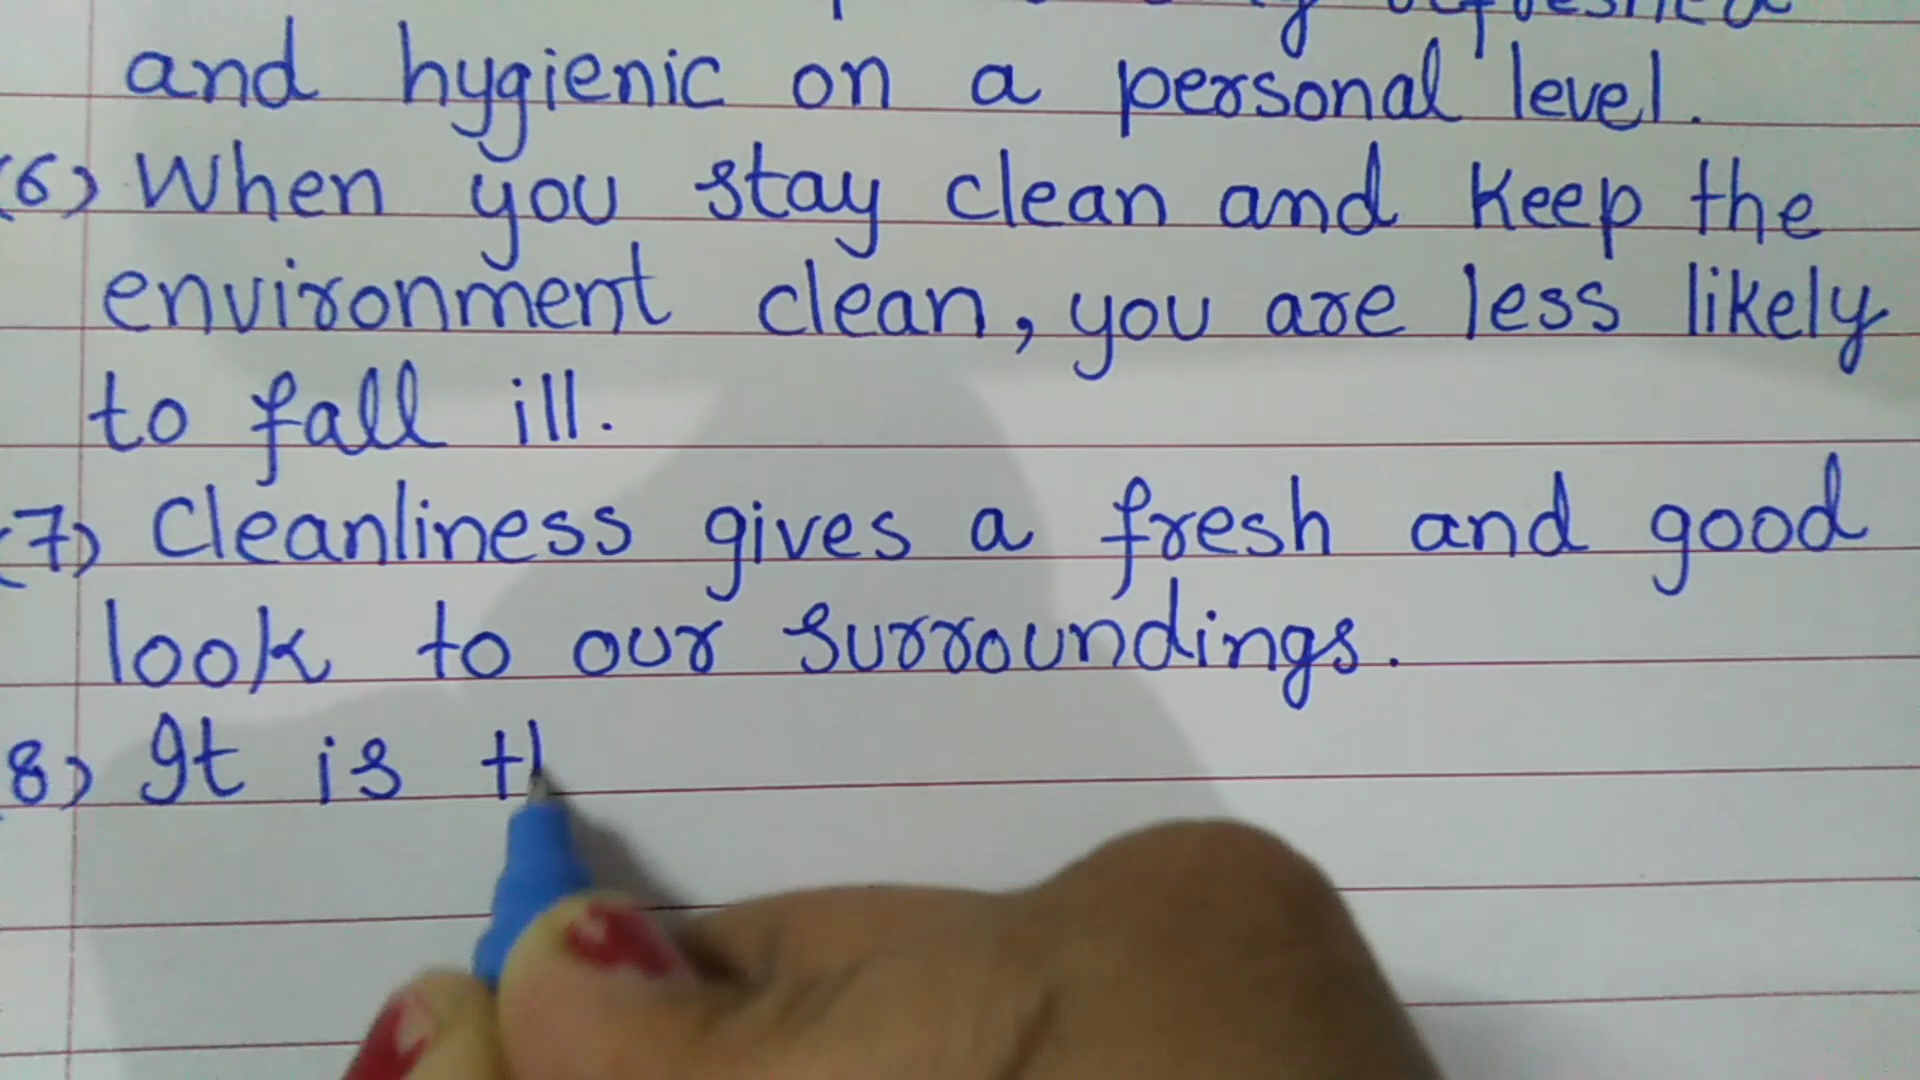 and hygienic on a personal level.
(6) When you stay clean and keep the
environment clean, you are less likely
to fall ill.
(7) Cleanliness gives a fresh and good
look to our surroundings.
8) It is th